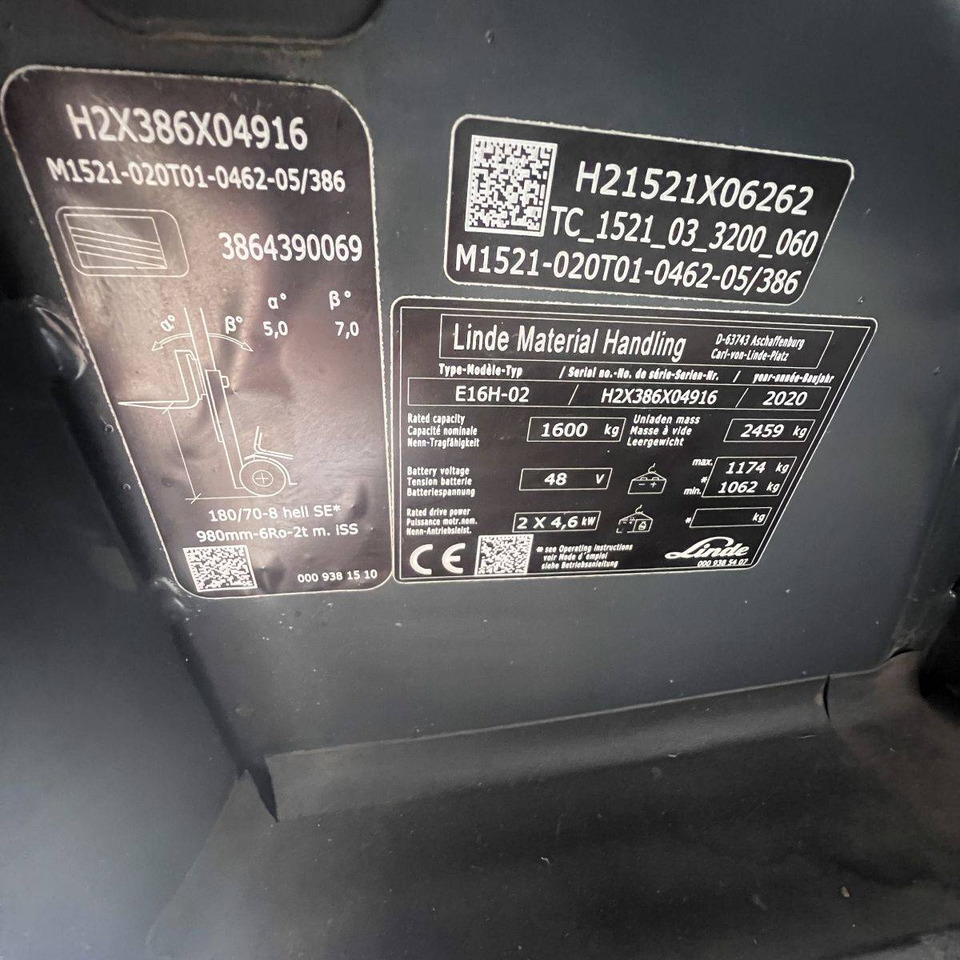 H2X386X04916
M1521-020T01-0462-05/386
3864390069
α° β°
α° β° 5,0 7,0
180/70-8 hell SE*
980mm-6Ro-2t m. ISS
000 938 15 10
H21521X06262
TC_1521_03_3200_060
M1521-020T01-0462-05/386
Linde Material Handling
D-63743 Aschaffenburg
Carl-von-Linde-Platz
Type-Modèle-Typ / Serial no.-No. de série-Serien-Nr. / year-année-Baujahr
E16H-02 / H2X386X04916 / 2020
Rated capacity
Capacité nominale
Nenn-Tragfähigkeit
1600 kg
Unladen mass
Masse à vide
Leergewicht
2459 kg
Battery voltage
Tension batterie
Batteriespannung
48 V
max. 1174 kg
*
min. 1062 kg
Rated drive power
Puissance motr.nom.
Nenn-Antriebsleist.
2 X 4,6 kW
* kg
CE
* see Operating instructions
voir Mode d'emploi
siehe Betriebsanleitung
Linde
000 938 54 07